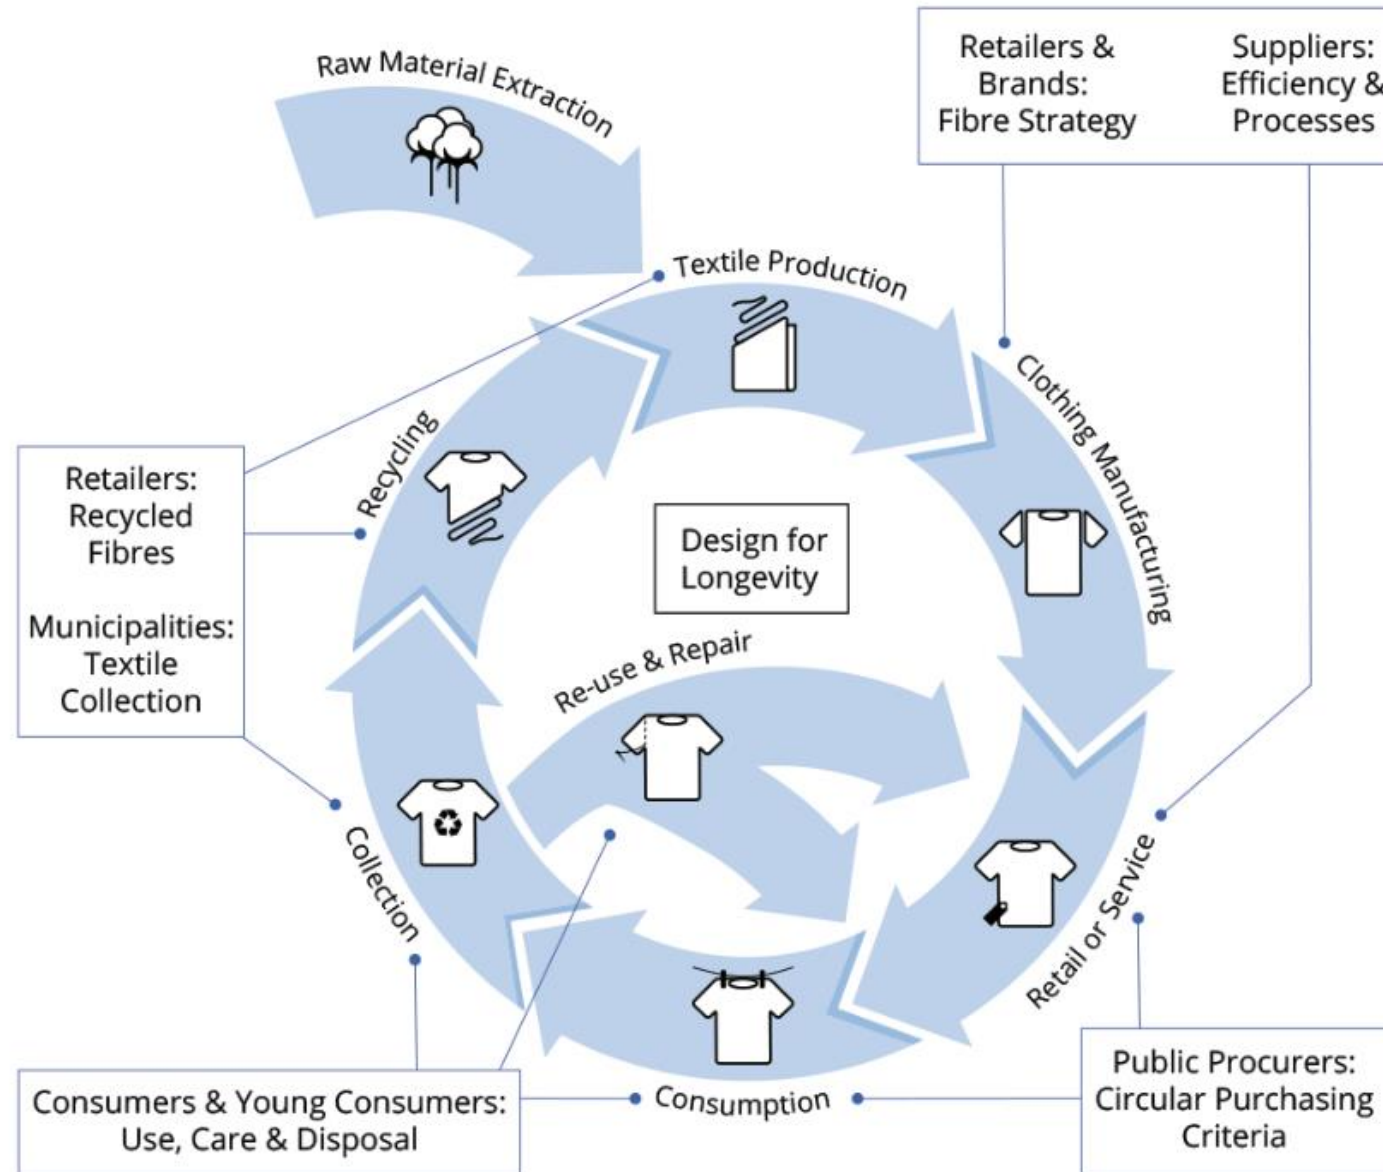 Raw Material Extraction
Retailers &
Brands:
Fibre Strategy
Suppliers:
Efficiency &
Processes
Textile Production
Clothing Manufacturing
Recycling
Retailers:
Recycled
Fibres
Municipalities:
Textile
Collection
Design for
Longevity
Re-use & Repair
Collection
Retail or Service
Consumption
Consumers & Young Consumers:
Use, Care & Disposal
Public Procurers:
Circular Purchasing
Criteria